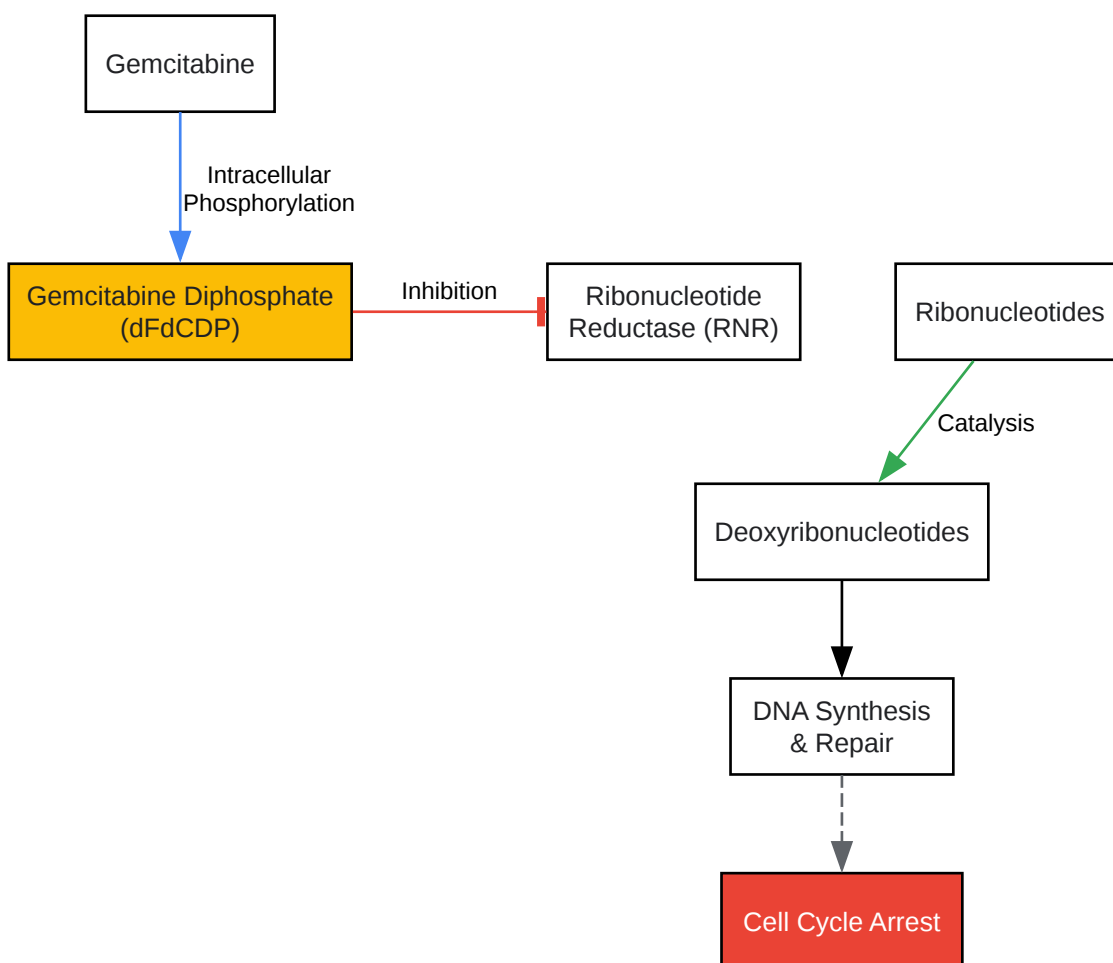 Gemcitabine
Intracellular
Phosphorylation
Gemcitabine Diphosphate
(dFdCDP)
Inhibition
Ribonucleotide
Reductase (RNR)
Ribonucleotides
Catalysis
Deoxyribonucleotides
DNA Synthesis
& Repair
Cell Cycle Arrest